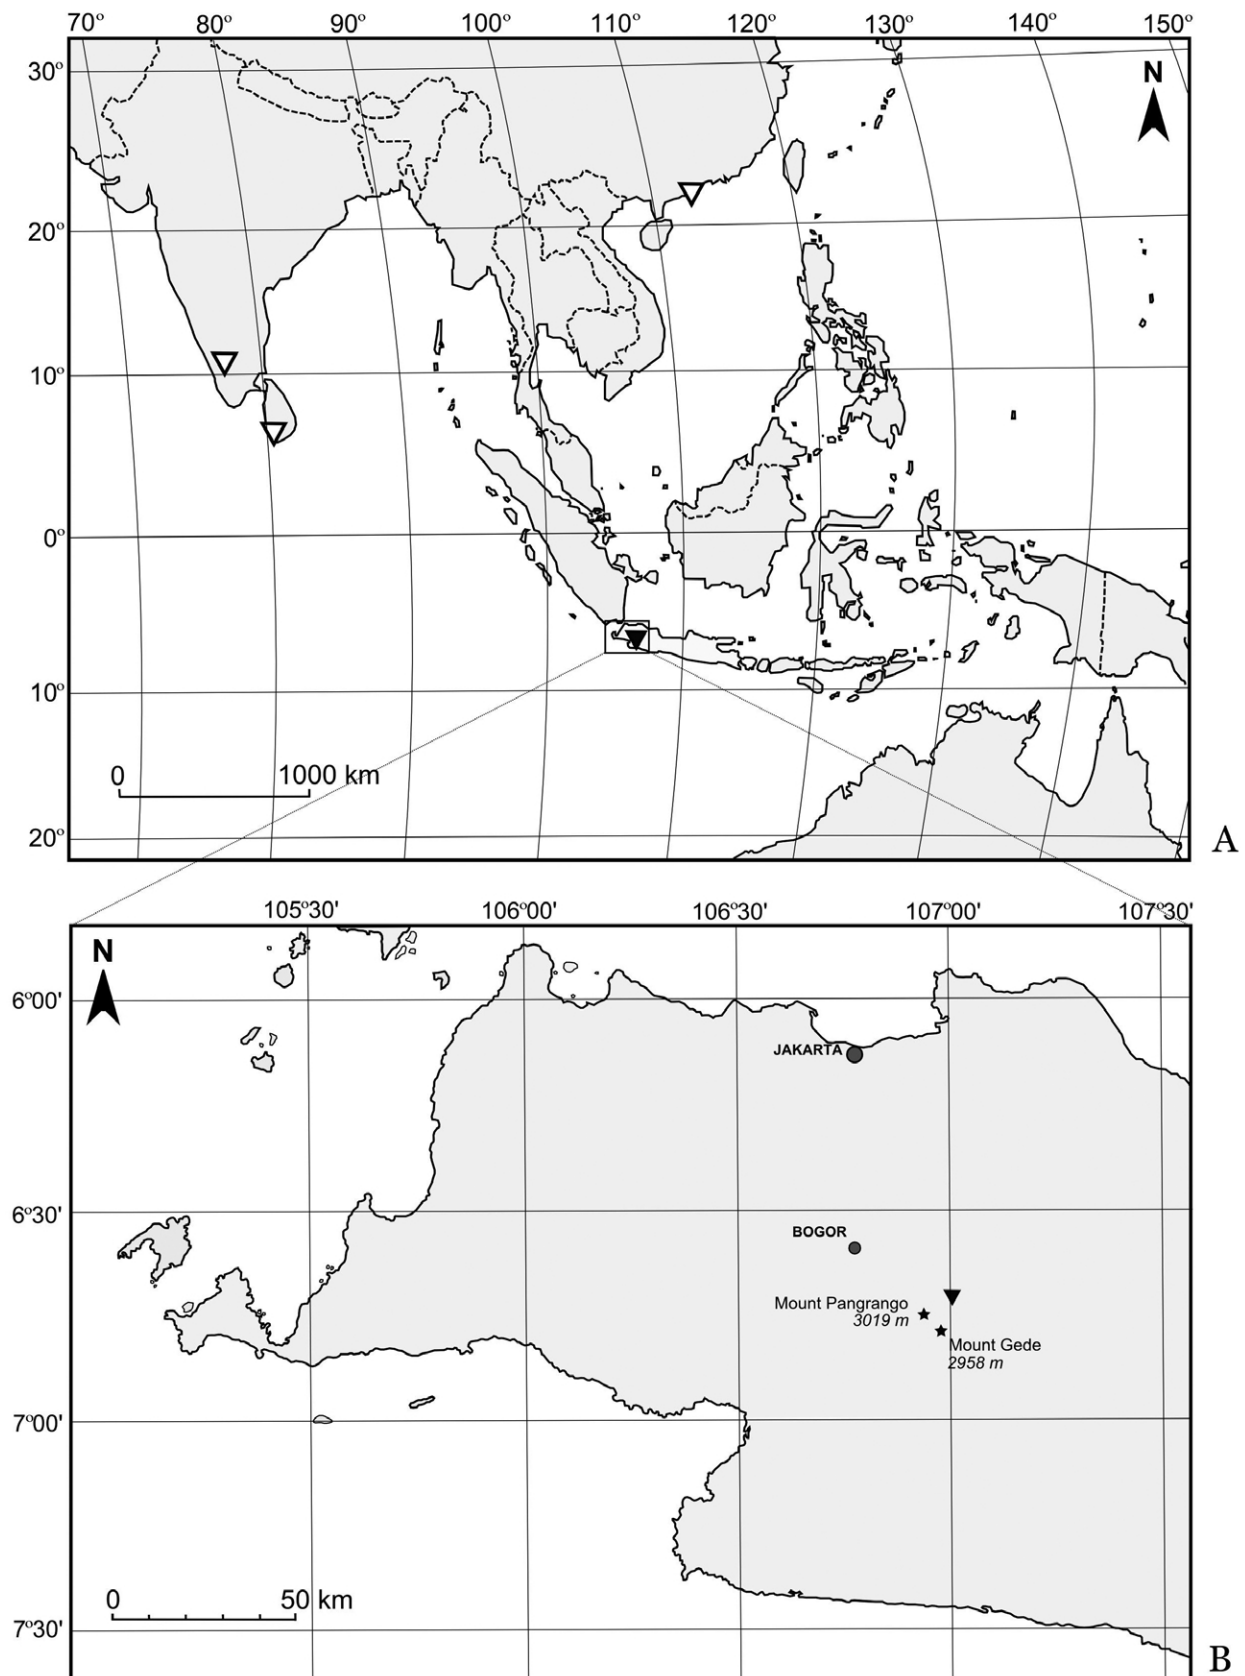 70° 80° 90° 100° 110° 120° 130° 140° 150°
30°
N
20°
10°
0°
10°
0 1000 km
20°
A
105°30' 106°00' 106°30' 107°00' 107°30'
N
6°00'
JAKARTA
6°30'
BOGOR
Mount Pangrango
3019 m
Mount Gede
2958 m
7°00'
0 50 km
7°30'
B